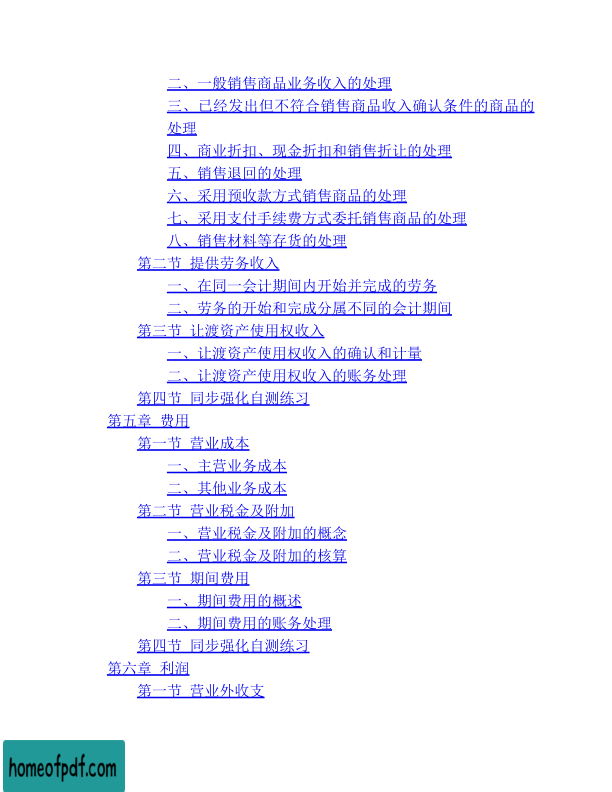 二、一般销售商品业务收入的处理
三、已经发出但不符合销售商品收入确认条件的商品的
处理
四、商业折扣、现金折扣和销售折让的处理
五、销售退回的处理
六、采用预收款方式销售商品的处理
七、采用支付手续费方式委托销售商品的处理
八、销售材料等存货的处理
第二节 提供劳务收入
一、在同一会计期间内开始并完成的劳务
二、劳务的开始和完成分属不同的会计期间
第三节 让渡资产使用权收入
一、让渡资产使用权收入的确认和计量
二、让渡资产使用权收入的账务处理
第四节 同步强化自测练习
第五章 费用
第一节 营业成本
一、主营业务成本
二、其他业务成本
第二节 营业税金及附加
一、营业税金及附加的概念
二、营业税金及附加的核算
第三节 期间费用
一、期间费用的概述
二、期间费用的账务处理
第四节 同步强化自测练习
第六章 利润
第一节 营业外收支
homeofpdf.com